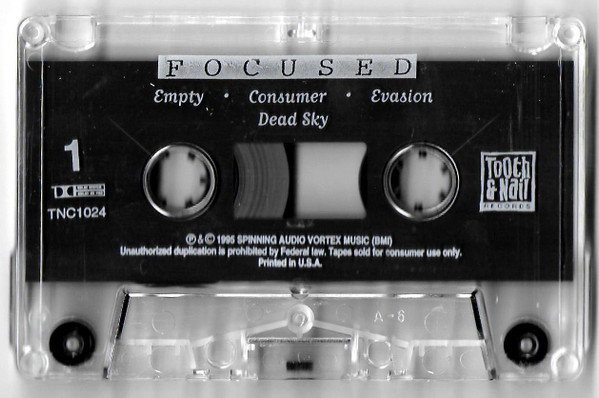 FOCUSED
Empty • Consumer • Evasion
Dead Sky
1
TNC1024
TOOTH
& NAIL
RECORDS
℗ & © 1995 SPINNING AUDIO VORTEX MUSIC (BMI)
Unauthorized duplication is prohibited by Federal law. Tapes sold for consumer use only.
Printed in U.S.A.
A-6